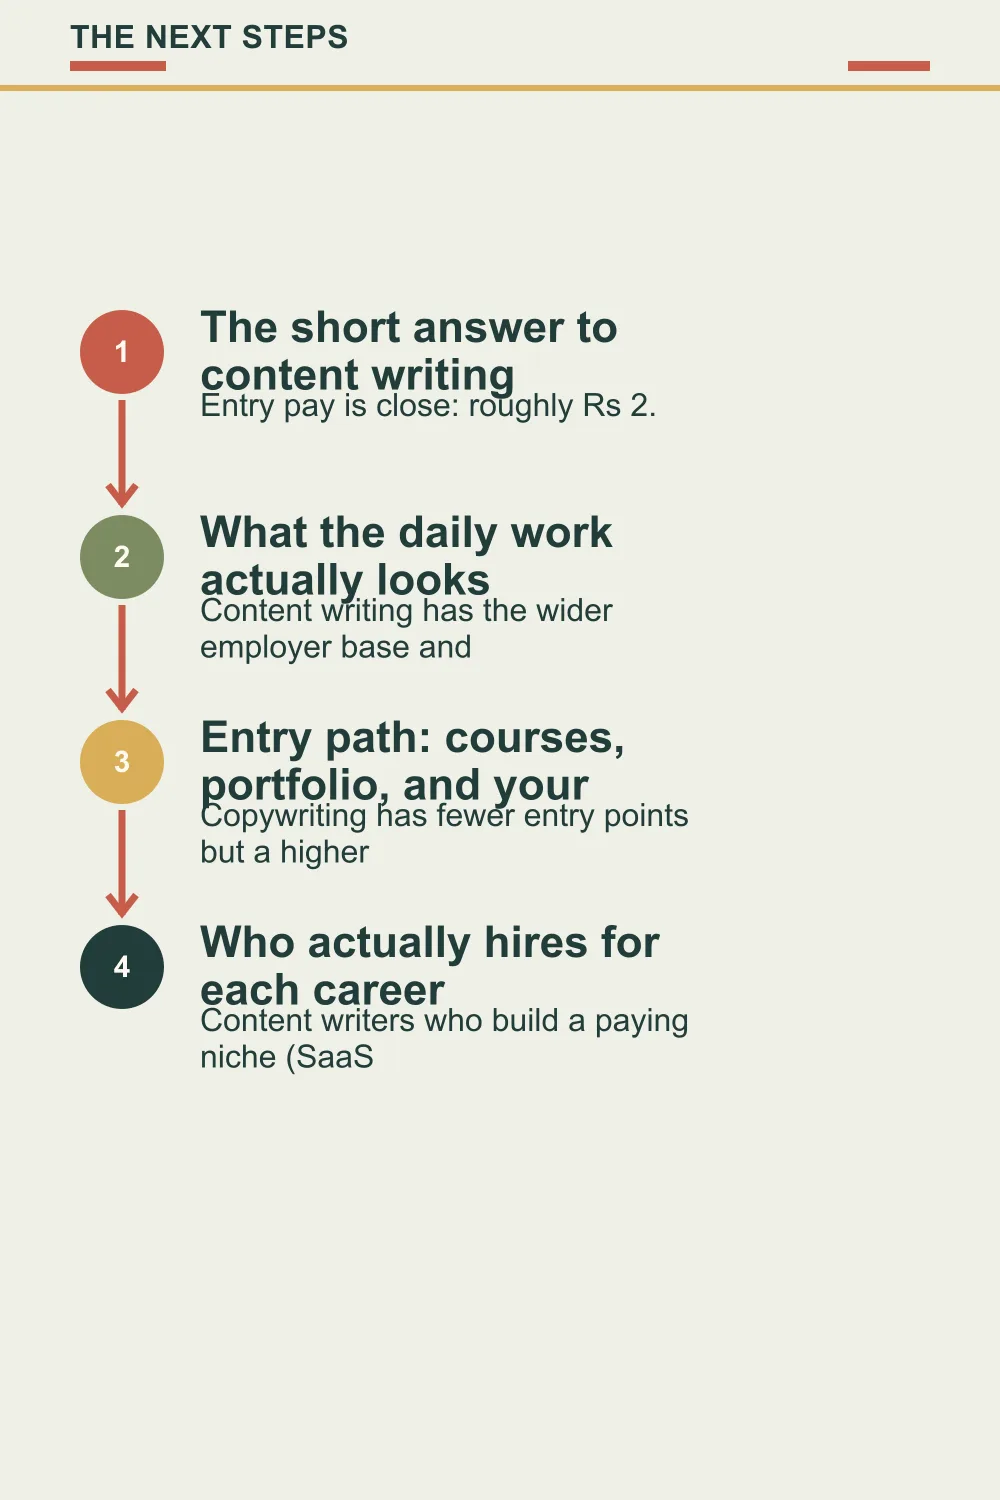 THE NEXT STEPS
1
The short answer to
content writing
Entry pay is close: roughly Rs 2.
2
What the daily work
actually looks
Content writing has the wider
employer base and
3
Entry path: courses,
portfolio, and your
Copywriting has fewer entry points
but a higher
4
Who actually hires for
each career
Content writers who build a paying
niche (SaaS